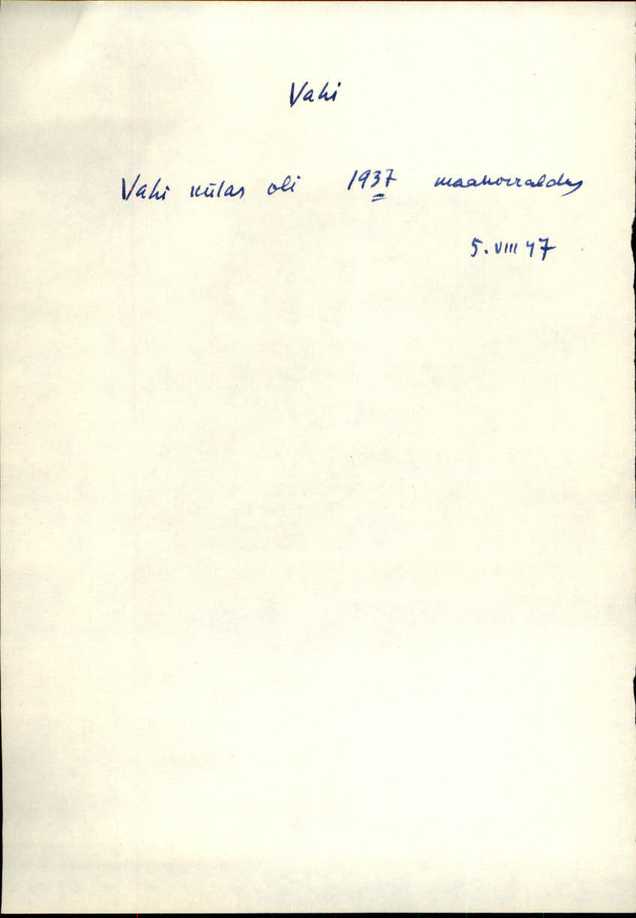 Vahi
Vahi külas oli 1937 maakorraldus
5. VIII 47